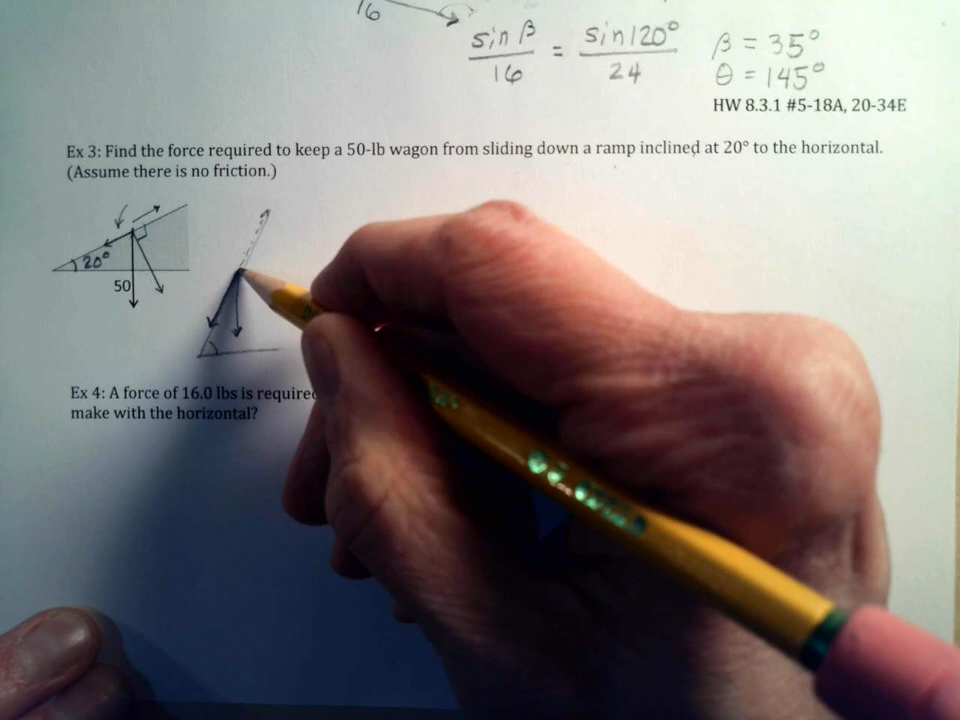 16
sin β / 16 = sin 120° / 24
β = 35°
θ = 145°
HW 8.3.1 #5-18A, 20-34E
Ex 3: Find the force required to keep a 50-lb wagon from sliding down a ramp inclined at 20° to the horizontal.
(Assume there is no friction.)
20°
50
Ex 4: A force of 16.0 lbs is
make with the horizontal?